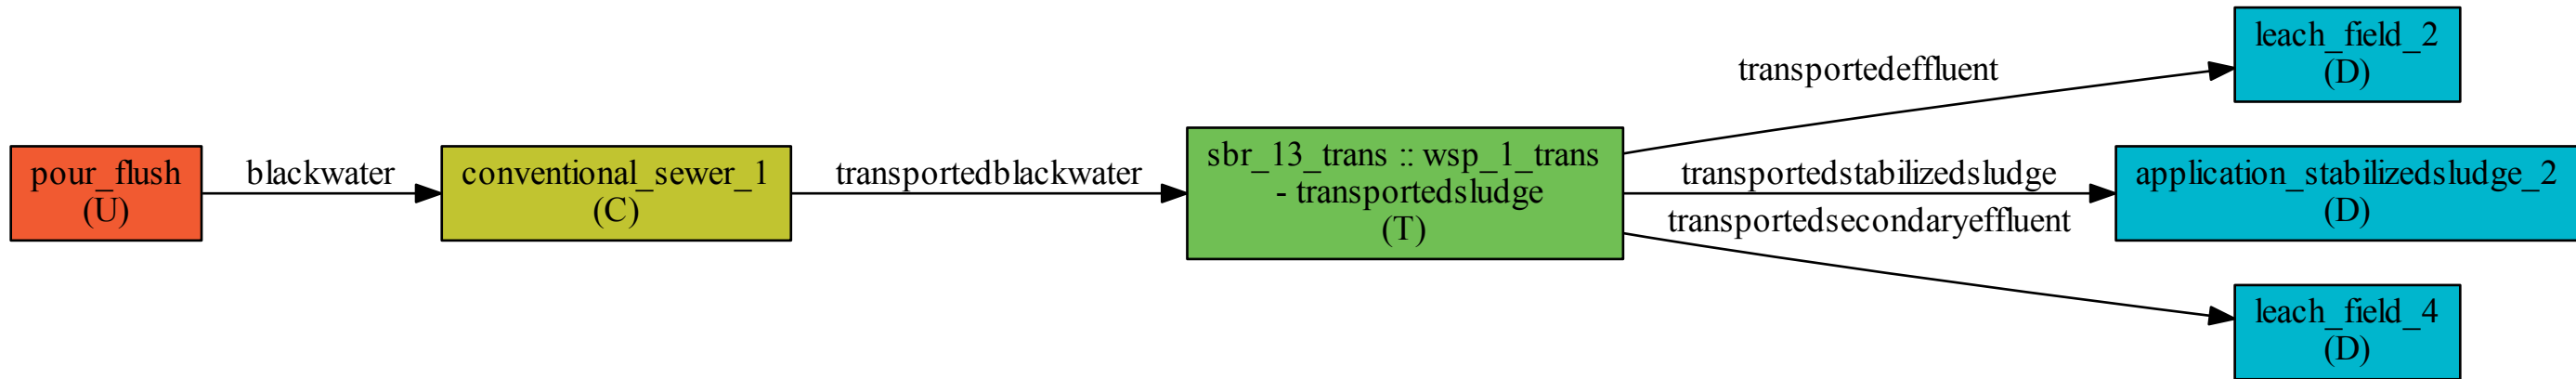 pour_flush
(U)
blackwater
conventional_sewer_1
(C)
transportedblackwater
sbr_13_trans :: wsp_1_trans
- transportedsludge
(T)
transportedeffluent
transportedstabilizedsludge
transportedsecondaryeffluent
leach_field_2
(D)
application_stabilizedsludge_2
(D)
leach_field_4
(D)